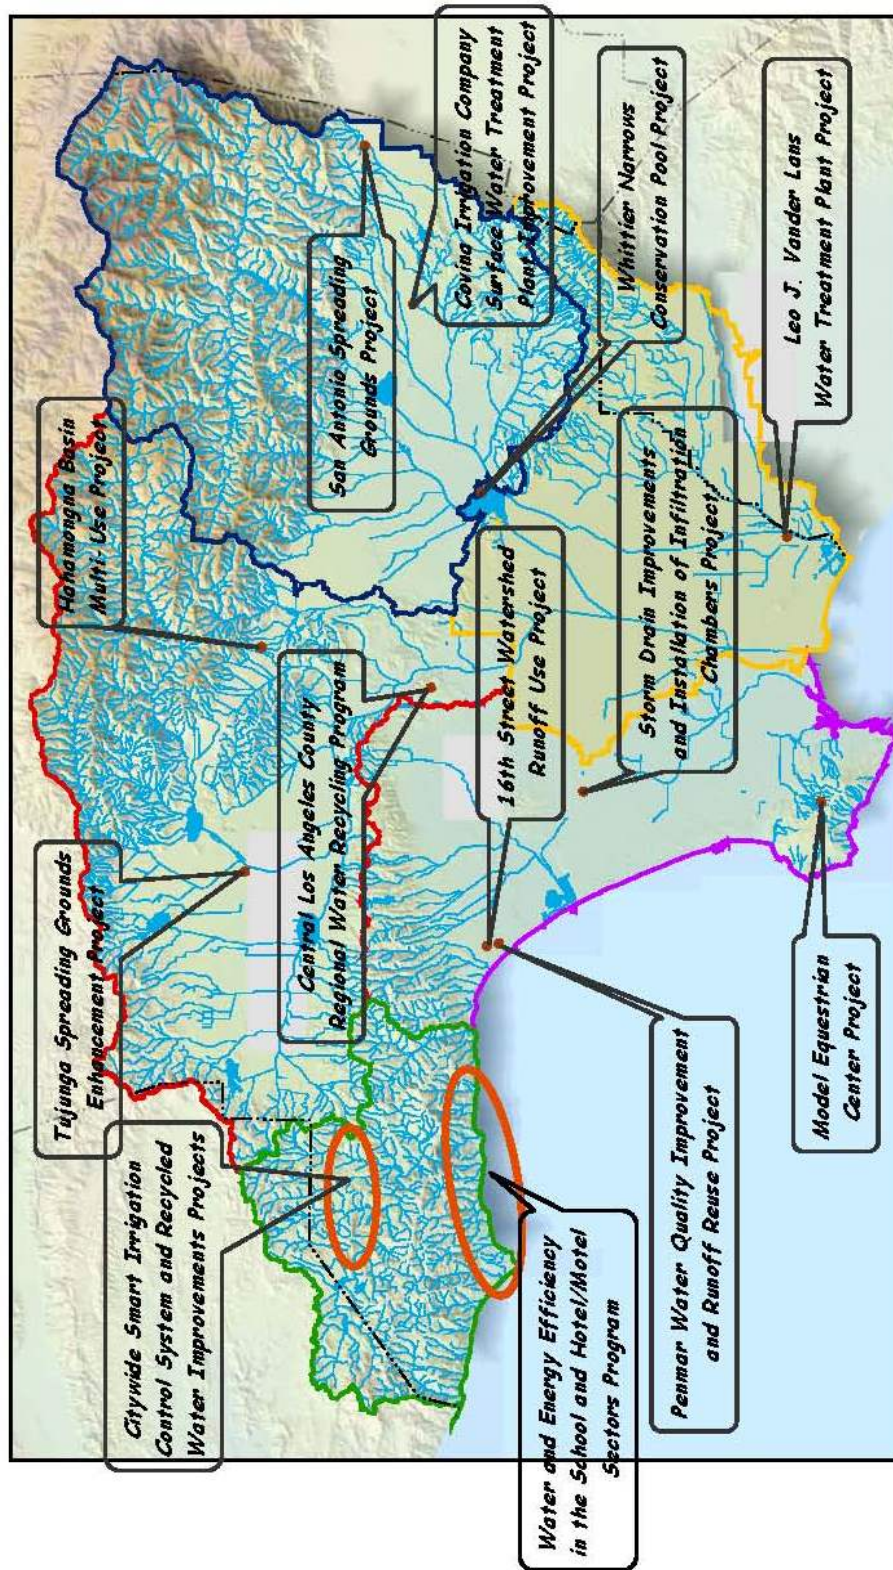 Tujunga Spreading Grounds
Enhancement Project
Hahamongna Basin
Multi-Use Project
Citywide Smart Irrigation
Control System and Recycled
Water Improvements Projects
Central Los Angeles County
Regional Water Recycling Program
San Antonio Spreading
Grounds Project
Covina Irrigation Company
Surface Water Treatment
Plant Improvement Project
16th Street Watershed
Runoff Use Project
Whittier Narrows
Conservation Pool Project
Water and Energy Efficiency
in the School and Hotel/Motel
Sectors Program
Storm Drain Improvements
and Installation of Infiltration
Chambers Project
Penmar Water Quality Improvement
and Runoff Reuse Project
Leo J. Vander Lans
Water Treatment Plant Project
Model Equestrian
Center Project